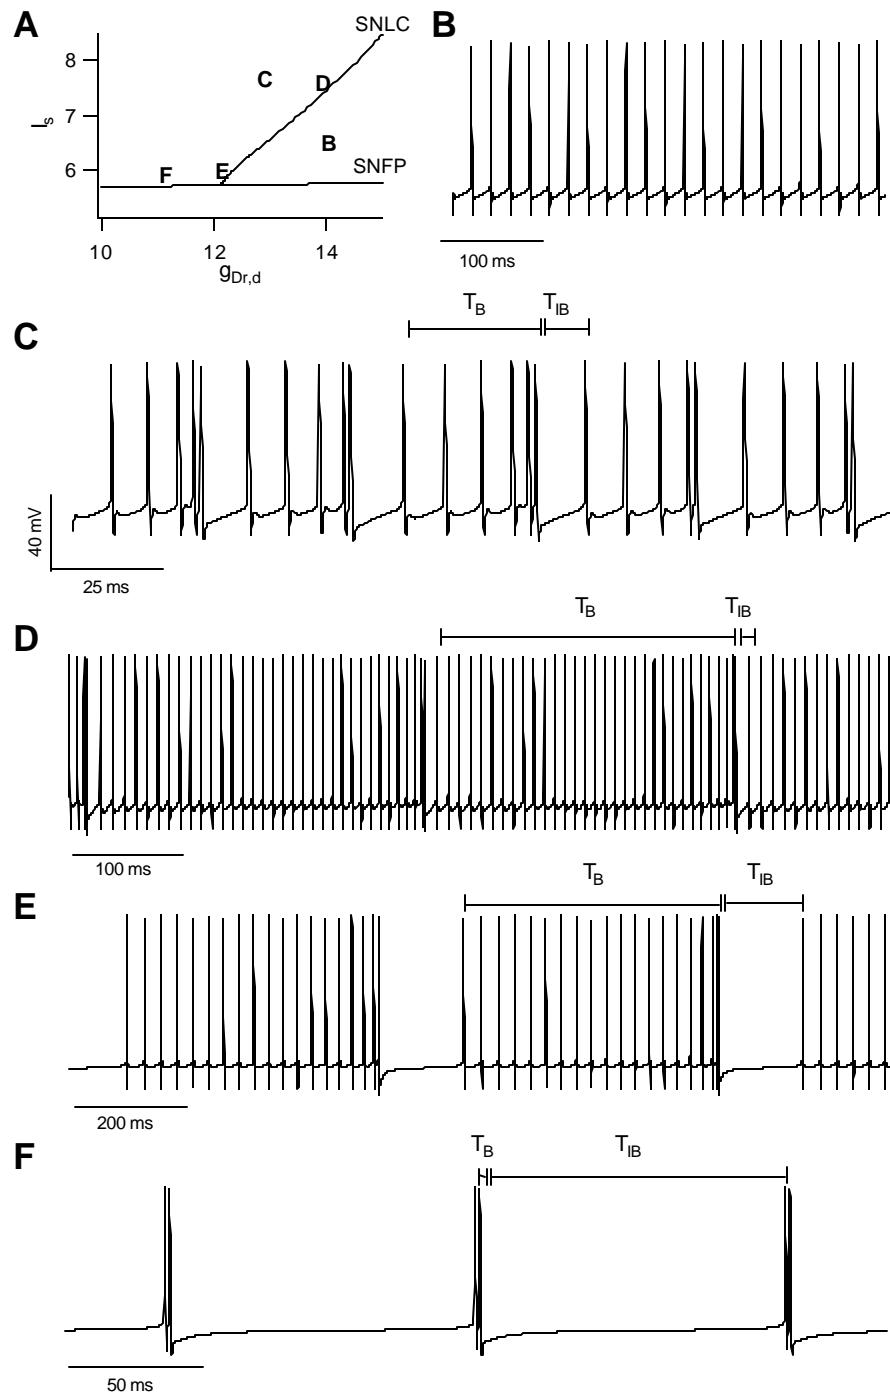 A
SNLC
8
C
D
7
I_s
B
6
F
E
SNFP
10
12
14
g_Dr,d
B
100 ms
C
T_B
T_IB
40 mV
25 ms
D
T_B
T_IB
100 ms
E
T_B
T_IB
200 ms
F
T_B
T_IB
50 ms